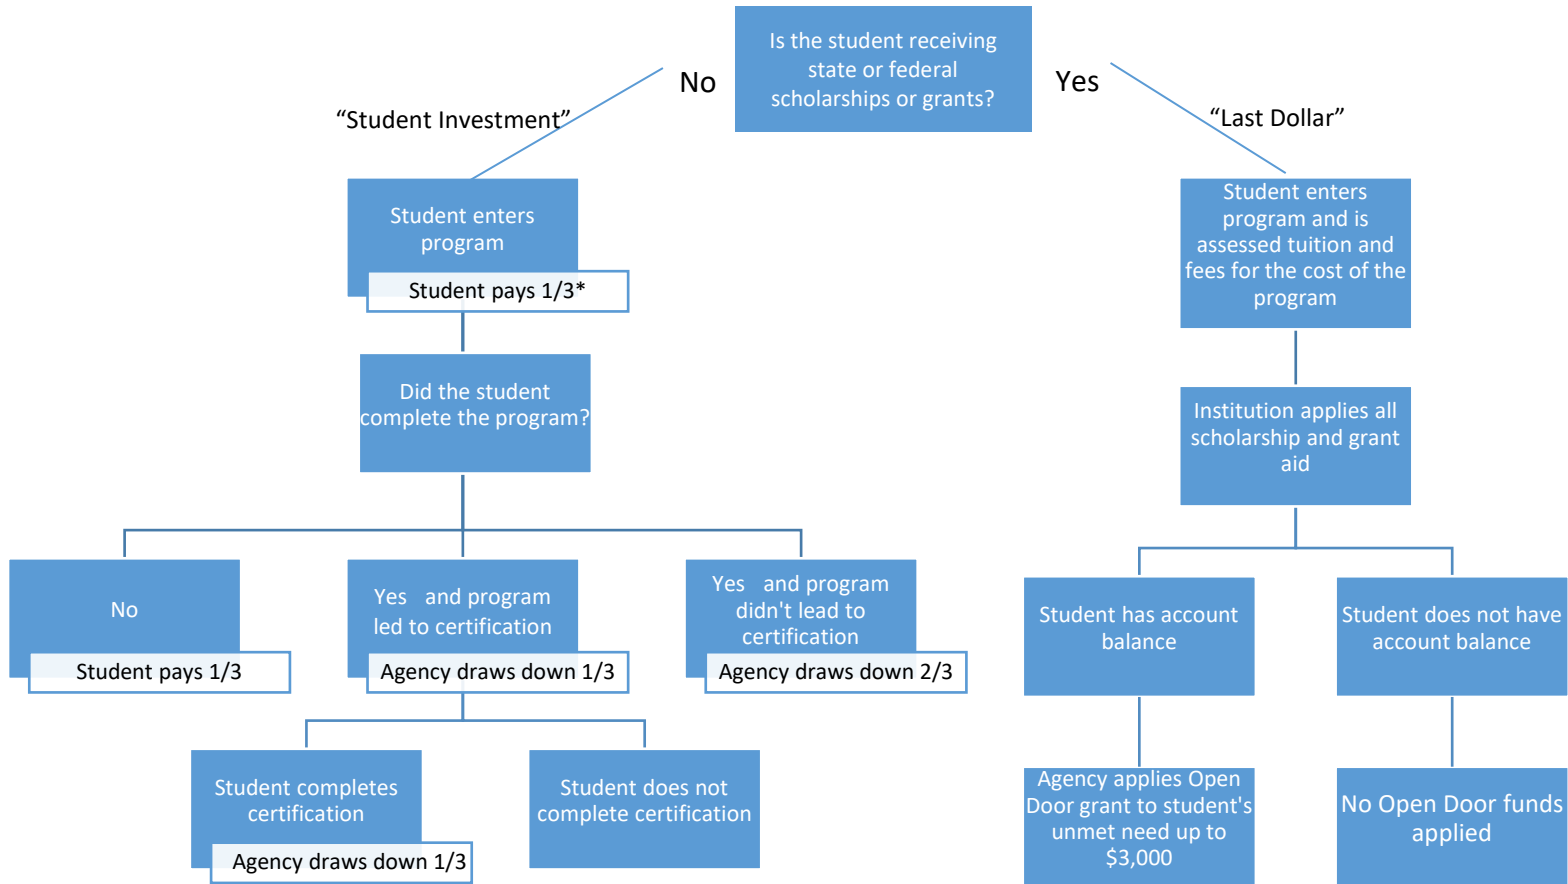 Is the student receiving
state or federal
scholarships or grants?
No
Yes
“Student Investment”
“Last Dollar”
Student enters
program
Student pays 1/3*
Student enters
program and is
assessed tuition and
fees for the cost of the
program
Did the student
complete the program?
Institution applies all
scholarship and grant
aid
No
Student pays 1/3
Yes and program
led to certification
Agency draws down 1/3
Yes and program
didn't lead to
certification
Agency draws down 2/3
Student has account
balance
Student does not have
account balance
Student completes
certification
Agency draws down 1/3
Student does not
complete certification
Agency applies Open
Door grant to student's
unmet need up to
$3,000
No Open Door funds
applied